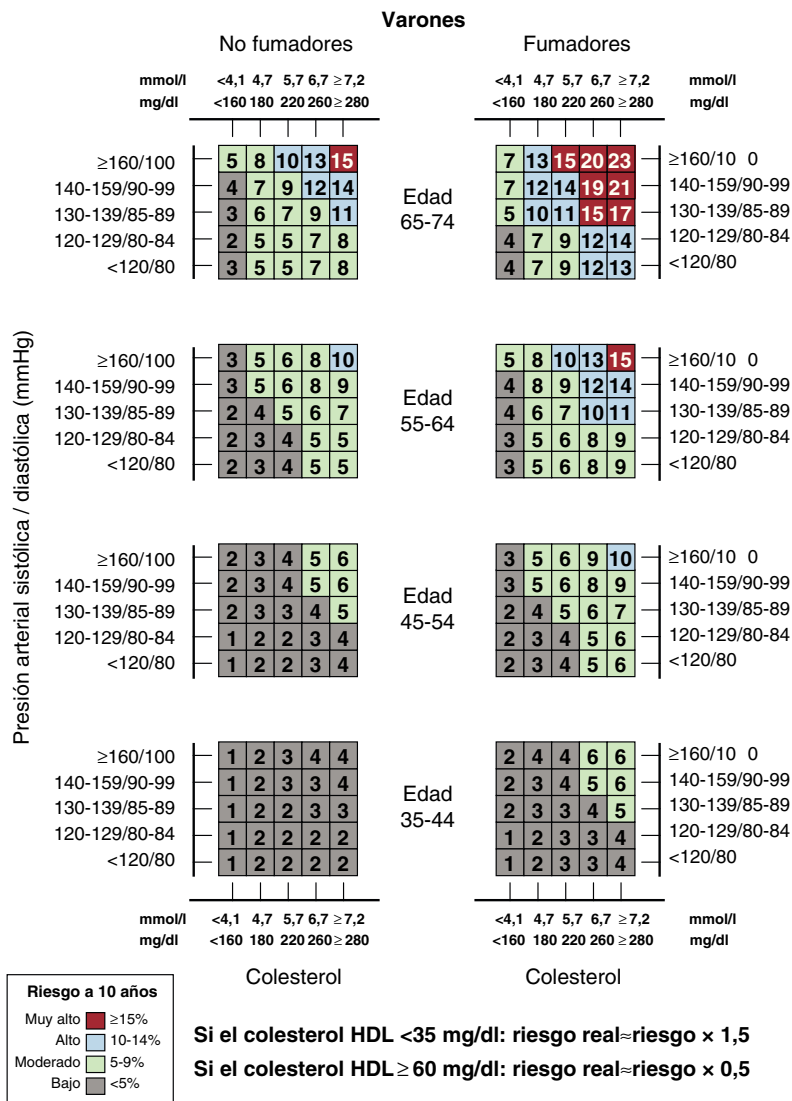 Varones
No fumadores Fumadores
mmol/l <4,1 4,7 5,7 6,7 ≥7,2 <4,1 4,7 5,7 6,7 ≥7,2 mmol/l
mg/dl <160 180 220 260 ≥280 <160 180 220 260 ≥280 mg/dl
Presión arterial sistólica / diastólica (mmHg)
≥160/100 5 8 10 13 15 7 13 15 20 23 ≥160/10 0
140-159/90-99 4 7 9 12 14 Edad 7 12 14 19 21 140-159/90-99
130-139/85-89 3 6 7 9 11 65-74 5 10 11 15 17 130-139/85-89
120-129/80-84 2 5 5 7 8 4 7 9 12 14 120-129/80-84
<120/80 3 5 5 7 8 4 7 9 12 13 <120/80
≥160/100 3 5 6 8 10 5 8 10 13 15 ≥160/10 0
140-159/90-99 3 5 6 8 9 Edad 4 8 9 12 14 140-159/90-99
130-139/85-89 2 4 5 6 7 55-64 4 6 7 10 11 130-139/85-89
120-129/80-84 2 3 4 5 5 3 5 6 8 9 120-129/80-84
<120/80 2 3 4 5 5 3 5 6 8 9 <120/80
≥160/100 2 3 4 5 6 3 5 6 9 10 ≥160/10 0
140-159/90-99 2 3 4 5 6 Edad 3 5 6 8 9 140-159/90-99
130-139/85-89 2 3 3 4 5 45-54 2 4 5 6 7 130-139/85-89
120-129/80-84 1 2 2 3 4 2 3 4 5 6 120-129/80-84
<120/80 1 2 2 3 4 2 3 4 5 6 <120/80
≥160/100 1 2 3 4 4 2 4 4 6 6 ≥160/10 0
140-159/90-99 1 2 3 3 4 Edad 2 3 4 5 6 140-159/90-99
130-139/85-89 1 2 2 3 3 35-44 2 3 3 4 5 130-139/85-89
120-129/80-84 1 2 2 2 2 1 2 3 3 4 120-129/80-84
<120/80 1 2 2 2 2 1 2 3 3 4 <120/80
mmol/l <4,1 4,7 5,7 6,7 ≥7,2 <4,1 4,7 5,7 6,7 ≥7,2 mmol/l
mg/dl <160 180 220 260 ≥280 <160 180 220 260 ≥280 mg/dl
Colesterol Colesterol
Riesgo a 10 años
Muy alto ≥15%
Alto 10-14%
Moderado 5-9%
Bajo <5%
Si el colesterol HDL <35 mg/dl: riesgo real≈riesgo × 1,5
Si el colesterol HDL ≥ 60 mg/dl: riesgo real≈riesgo × 0,5